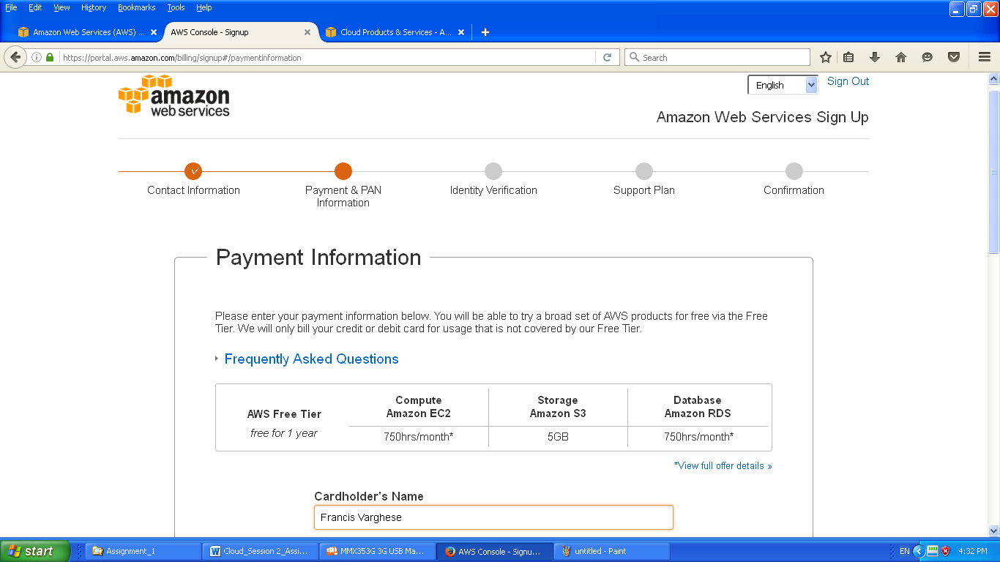 File Edit View History Bookmarks Tools Help
Amazon Web Services (AWS) ... AWS Console - Signup Cloud Products & Services - A...
https://portal.aws.amazon.com/billing/signup#/paymentinformation Search
English Sign Out
amazon
web services
Amazon Web Services Sign Up
Contact Information Payment & PAN Information Identity Verification Support Plan Confirmation
Payment Information
Please enter your payment information below. You will be able to try a broad set of AWS products for free via the Free
Tier. We will only bill your credit or debit card for usage that is not covered by our Free Tier.
Frequently Asked Questions
AWS Free Tier
free for 1 year
Compute
Amazon EC2
750hrs/month*
Storage
Amazon S3
5GB
Database
Amazon RDS
750hrs/month*
*View full offer details »
Cardholder's Name
Francis Varghese
start Assignment_1 Cloud_Session 2_Assi... MMX353G 3G USB Ma... AWS Console - Signu... untitled - Paint EN 4:32 PM